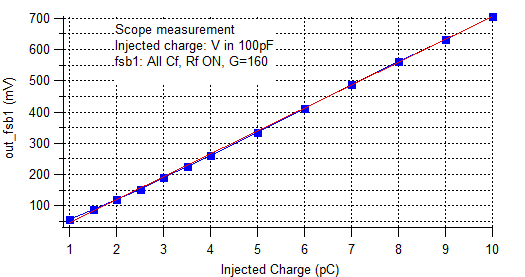 700
600
500
400
300
200
100
out_fsb1 (mV)
Scope measurement
Injected charge: V in 100pF
fsb1: All Cf, Rf ON, G=160
1 2 3 4 5 6 7 8 9 10
Injected Charge (pC)